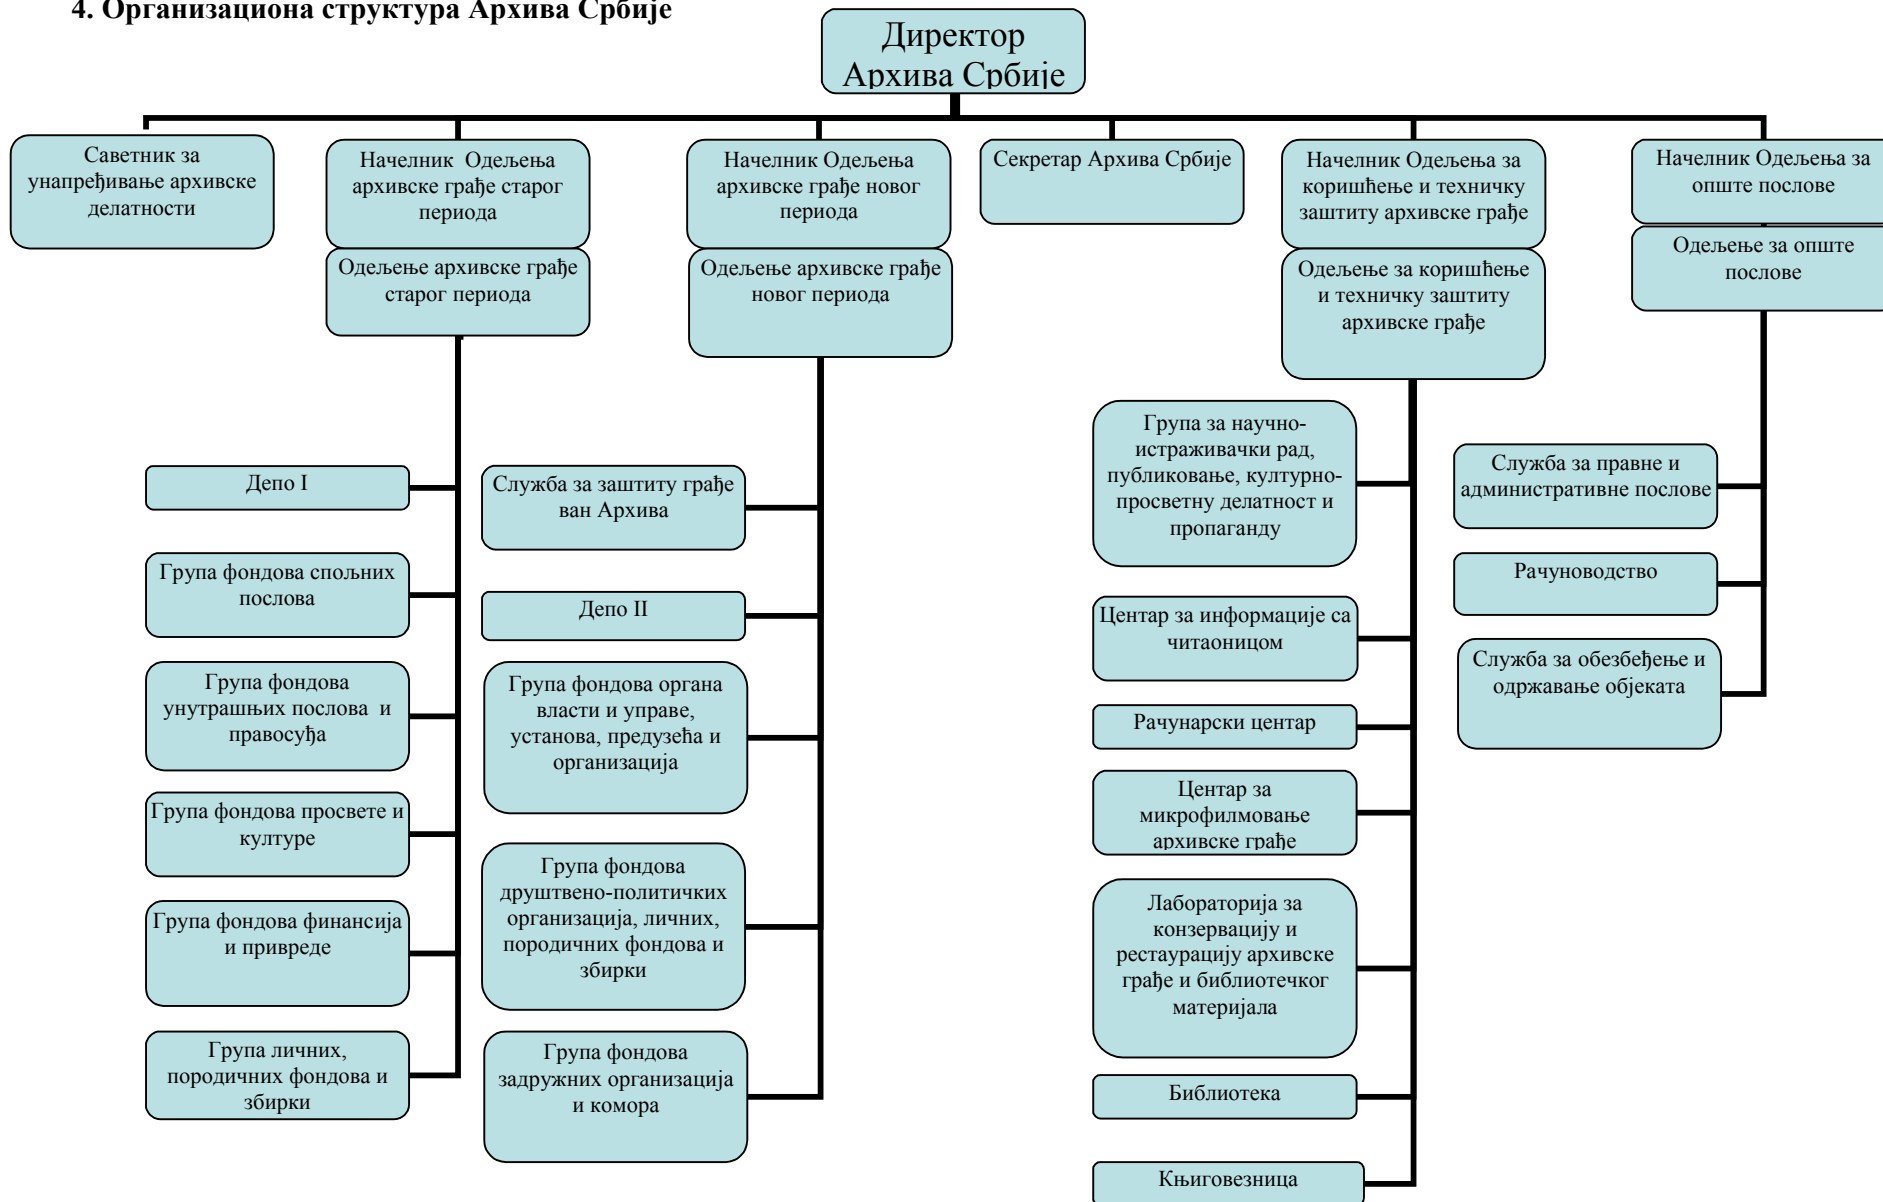 4. Организациона структура Архива Србије
Директор
Архива Србије
Саветник за
унапређивање архивске
делатности
Начелник Одељења
архивске грађе старог
периода
Начелник Одељења
архивске грађе новог
периода
Секретар Архива Србије
Начелник Одељења за
коришћење и техничку
заштиту архивске грађе
Начелник Одељења за
опште послове
Одељење архивске грађе
старог периода
Одељење архивске грађе
новог периода
Одељење за коришћење
и техничку заштиту
архивске грађе
Одељење за опште
послове
Депо I
Група фондова спољних
послова
Група фондова
унутрашњих послова и
правосуђа
Група фондова просвете и
културе
Група фондова финансија
и привреде
Група личних,
породичних фондова и
збирки
Служба за заштиту грађе
ван Архива
Депо II
Група фондова органа
власти и управе,
установа, предузећа и
организација
Група фондова
друштвено-политичких
организација, личних,
породичних фондова и
збирки
Група фондова
задружних организација
и комора
Група за научно-
истраживачки рад,
публиковање, културно-
просветну делатност и
пропаганду
Центар за информације са
читаоницом
Рачунарски центар
Центар за
микрофилмовање
архивске грађе
Лабораторија за
конзервацију и
рестаурацију архивске
грађе и библиотечког
материјала
Библиотека
Књиговезница
Служба за правне и
административне послове
Рачуноводство
Служба за обезбеђење и
одржавање објеката